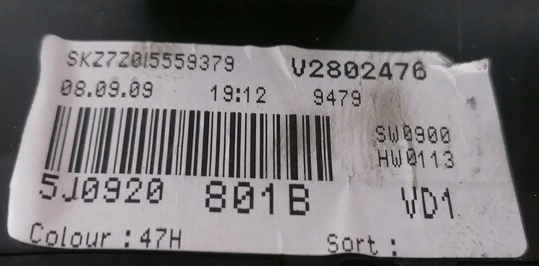 SKZ7Z0I5559379 V2802476
08.09.09 19:12 9479
SW0900
HW0113
5J0920 801B VD1
Colour : 47H Sort :